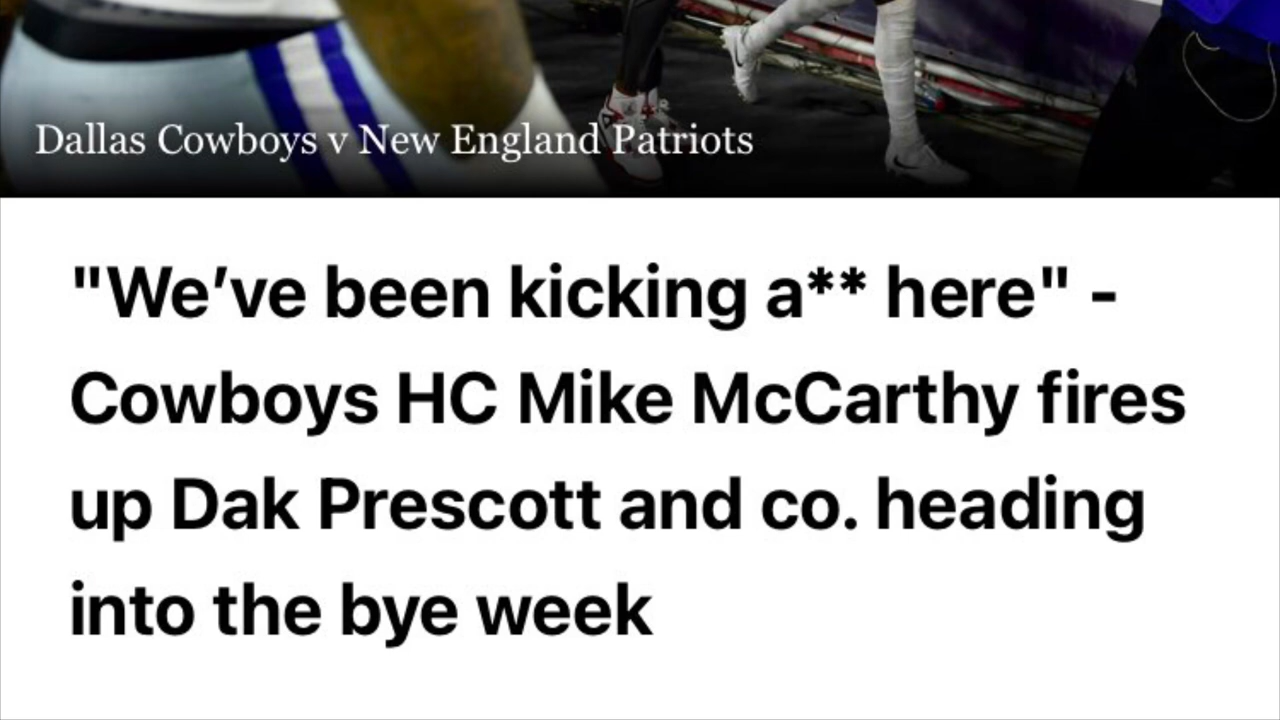 Dallas Cowboys v New England Patriots
"We’ve been kicking a** here" -
Cowboys HC Mike McCarthy fires
up Dak Prescott and co. heading
into the bye week